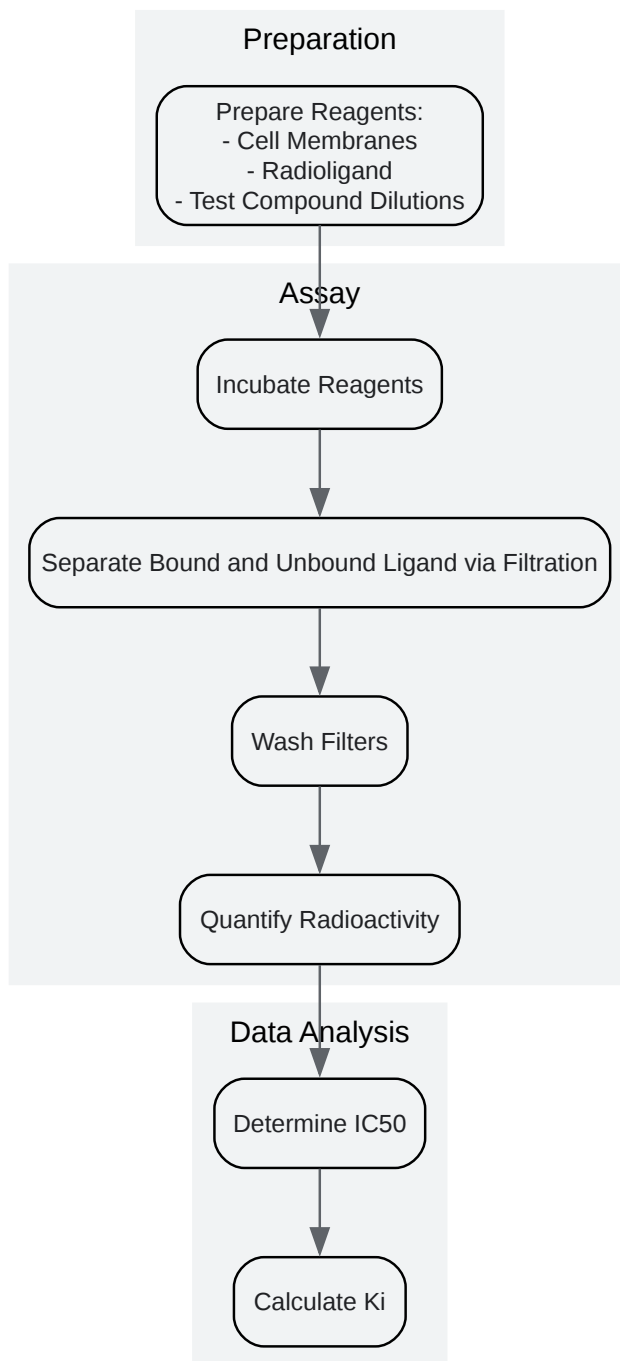 Preparation
Prepare Reagents:
- Cell Membranes
- Radioligand
- Test Compound Dilutions
Assay
Incubate Reagents
Separate Bound and Unbound Ligand via Filtration
Wash Filters
Quantify Radioactivity
Data Analysis
Determine IC50
Calculate Ki